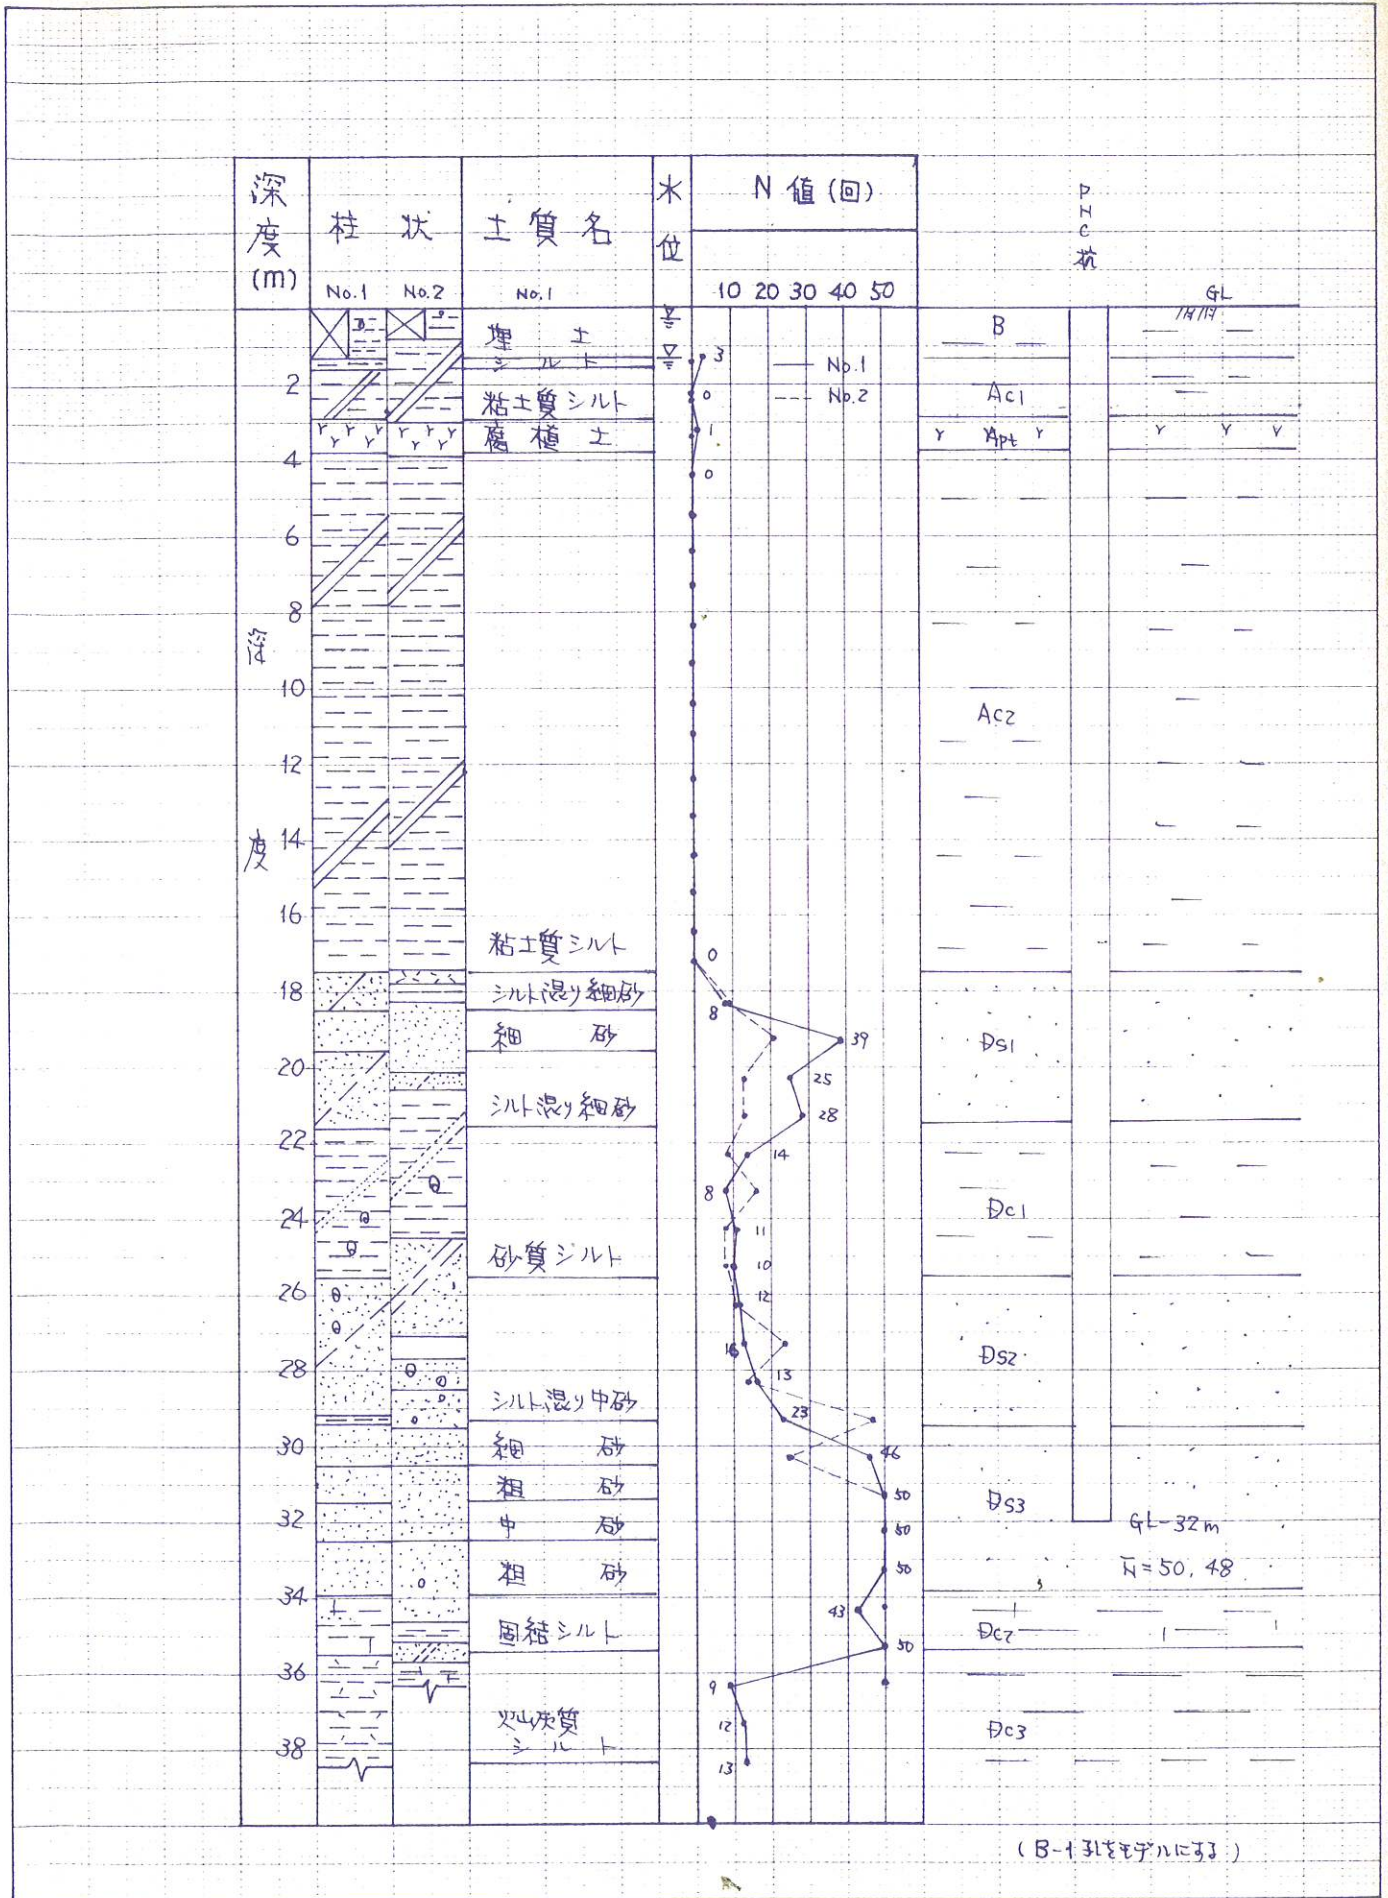 深度(m)
柱状
土質名
水位
N 値 (回)
PHC杭
No.1 No.2 No.1
10 20 30 40 50
GL
埋土
シルト
粘土質シルト
腐植土
粘土質シルト
シルト混り細砂
細砂
シルト混り細砂
砂質シルト
シルト混り中砂
細砂
粗砂
中砂
粗砂
固結シルト
火山灰質
シルト
深度
2
4
6
8
10
12
14
16
18
20
22
24
26
28
30
32
34
36
38
No.1
No.2
3
0
1
0
0
8
39
25
28
14
8
11
10
12
13
23
46
50
50
50
43
50
9
12
13
B
Ac1
Apt
Ac2
Ds1
Dc1
Ds2
Ds3
Dc2
Dc3
GL-32m
N̄=50, 48
(B-1孔をモデルにする)